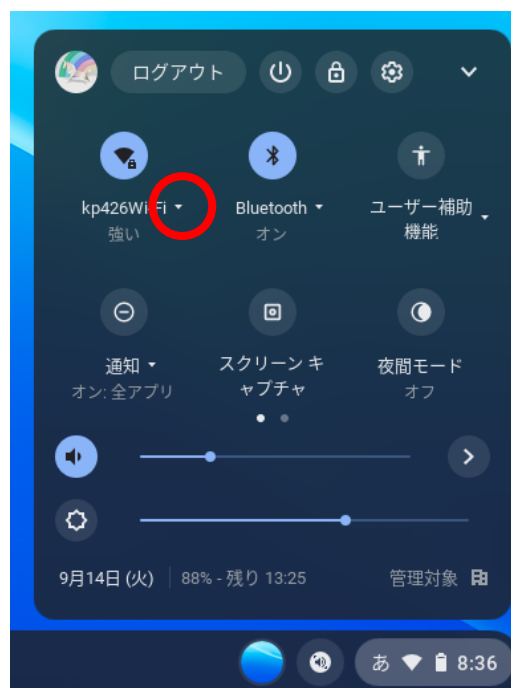 ログアウト
kp426Wi-Fi
Bluetooth
ユーザー補助
機能
強い
オン
通知
スクリーン キ
ャプチャ
夜間モード
オン: 全アプリ
オフ
9月14日 (火)
88% - 残り 13:25
管理対象
あ
8:36